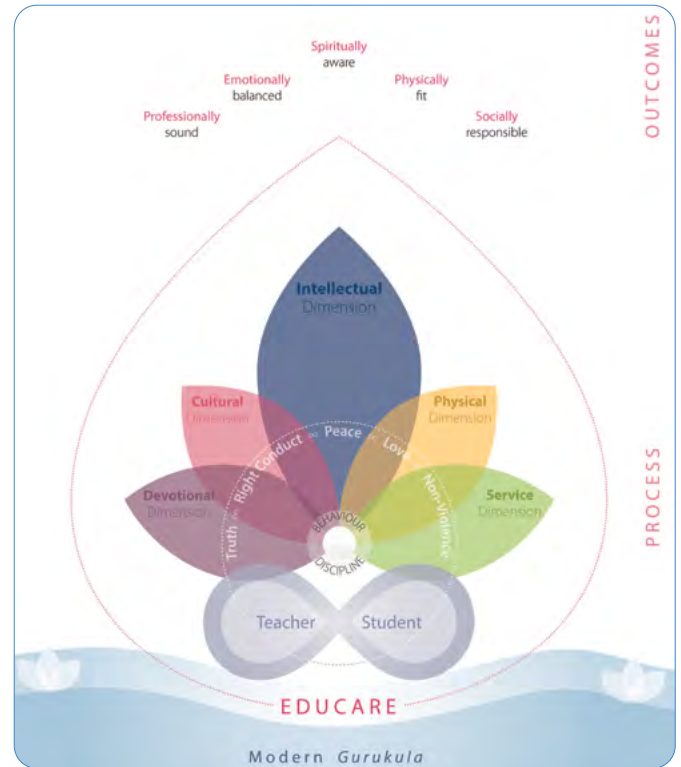 OUTCOMES
Spiritually
aware
Emotionally
balanced
Physically
fit
Professionally
sound
Socially
responsible
Intellectual
Dimension
Cultural
Dimension
Physical
Dimension
Truth ∞ Right Conduct ∞ Peace ∞ Love ∞ Non-Violence
Devotional
Dimension
Service
Dimension
PROCESS
BEHAVIOUR
DISCIPLINE
Teacher
Student
EDUCARE
Modern Gurukula